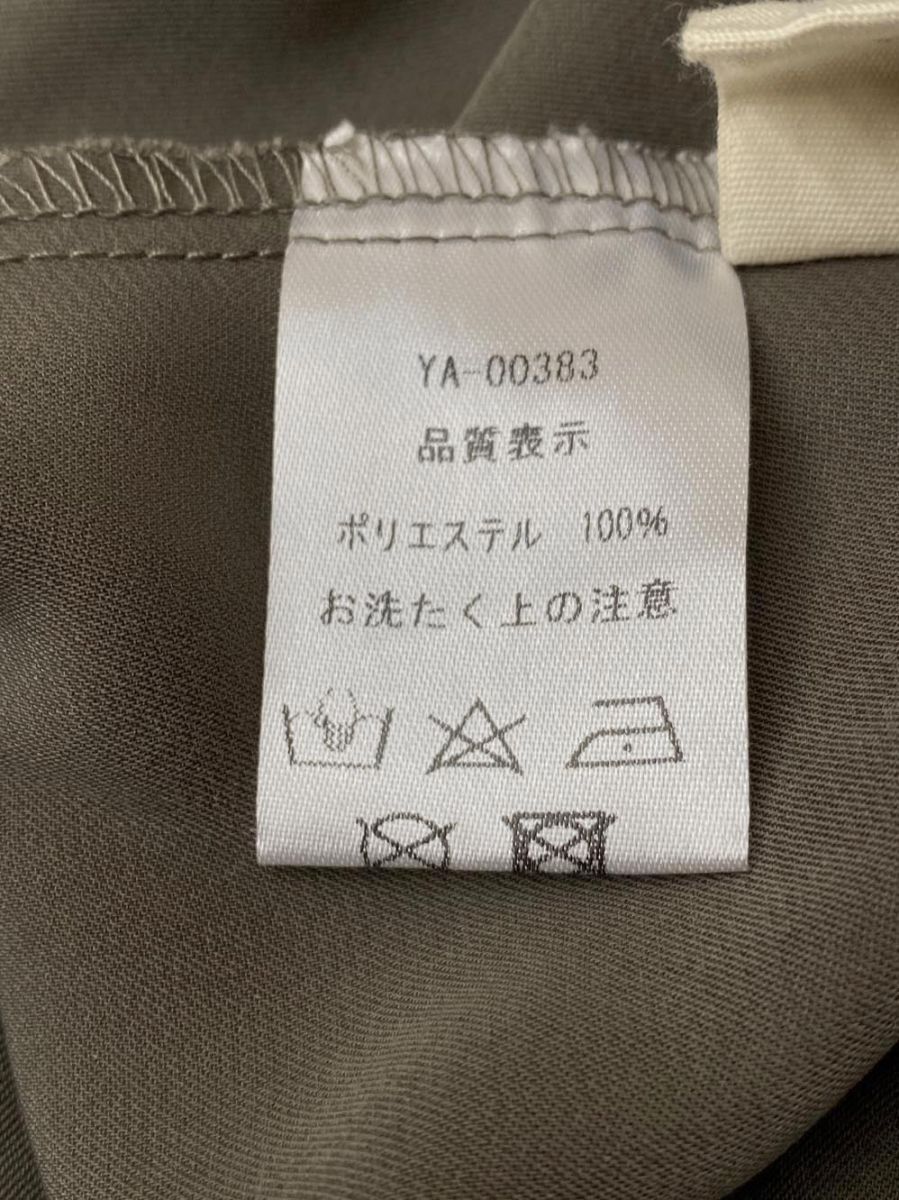 YA-00383
品質表示
ポリエステル 100%
お洗たく上の注意